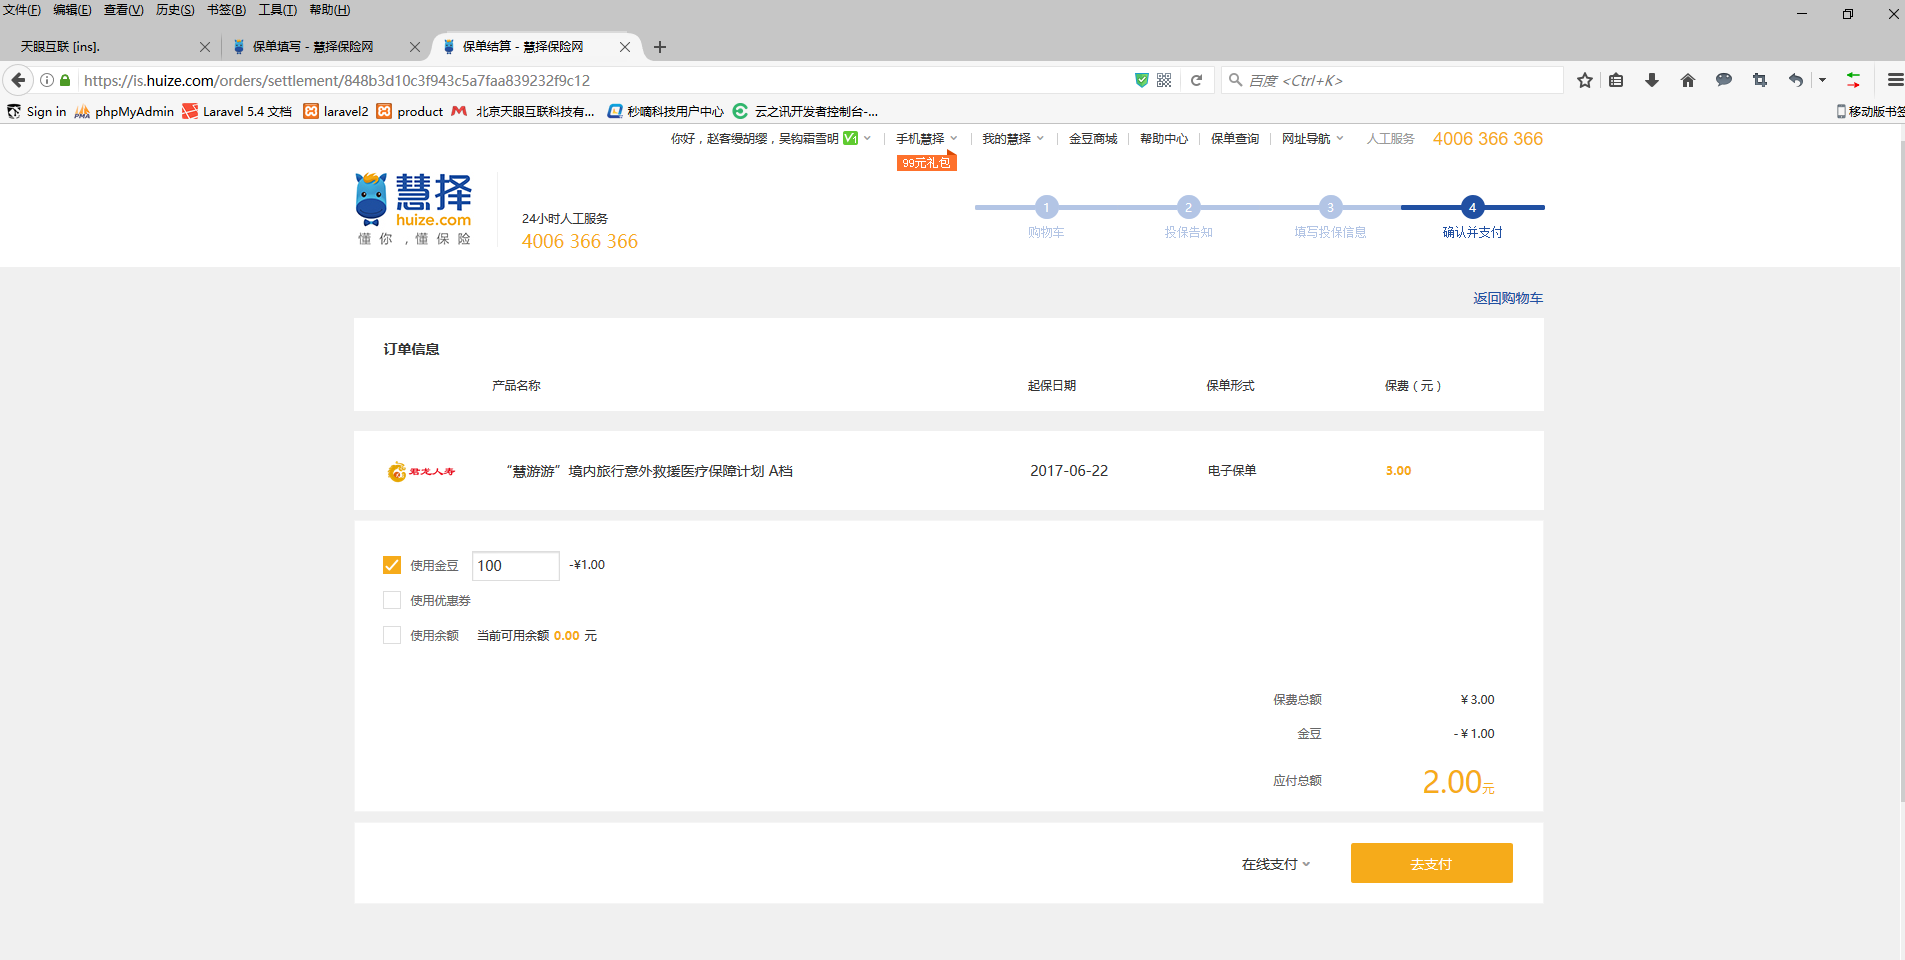 文件(F) 编辑(E) 查看(V) 历史(S) 书签(B) 工具(T) 帮助(H)
天眼互联 [ins]. 保单填写 - 慧择保险网 保单结算 - 慧择保险网
https://is.huize.com/orders/settlement/848b3d10c3f943c5a7faa839232f9c12 百度 <Ctrl+K>
Sign in phpMyAdmin Laravel 5.4 文档 laravel2 product 北京天眼互联科技有... 秒嘀科技用户中心 云之讯开发者控制台-... 移动版书签
你好，赵客缦胡缨，吴钩霜雪明 V1 手机慧择 我的慧择 金豆商城 帮助中心 保单查询 网址导航 人工服务 4006 366 366
99元礼包
慧择
huize.com
懂你，懂保险
24小时人工服务
4006 366 366
1 2 3 4
购物车 投保告知 填写投保信息 确认并支付
返回购物车
订单信息
产品名称 起保日期 保单形式 保费（元）
君龙人寿 “慧游游”境内旅行意外救援医疗保障计划 A档 2017-06-22 电子保单 3.00
使用金豆 100 -¥1.00
使用优惠券
使用余额 当前可用余额 0.00 元
保费总额 ¥3.00
金豆 -¥1.00
应付总额 2.00元
在线支付 去支付